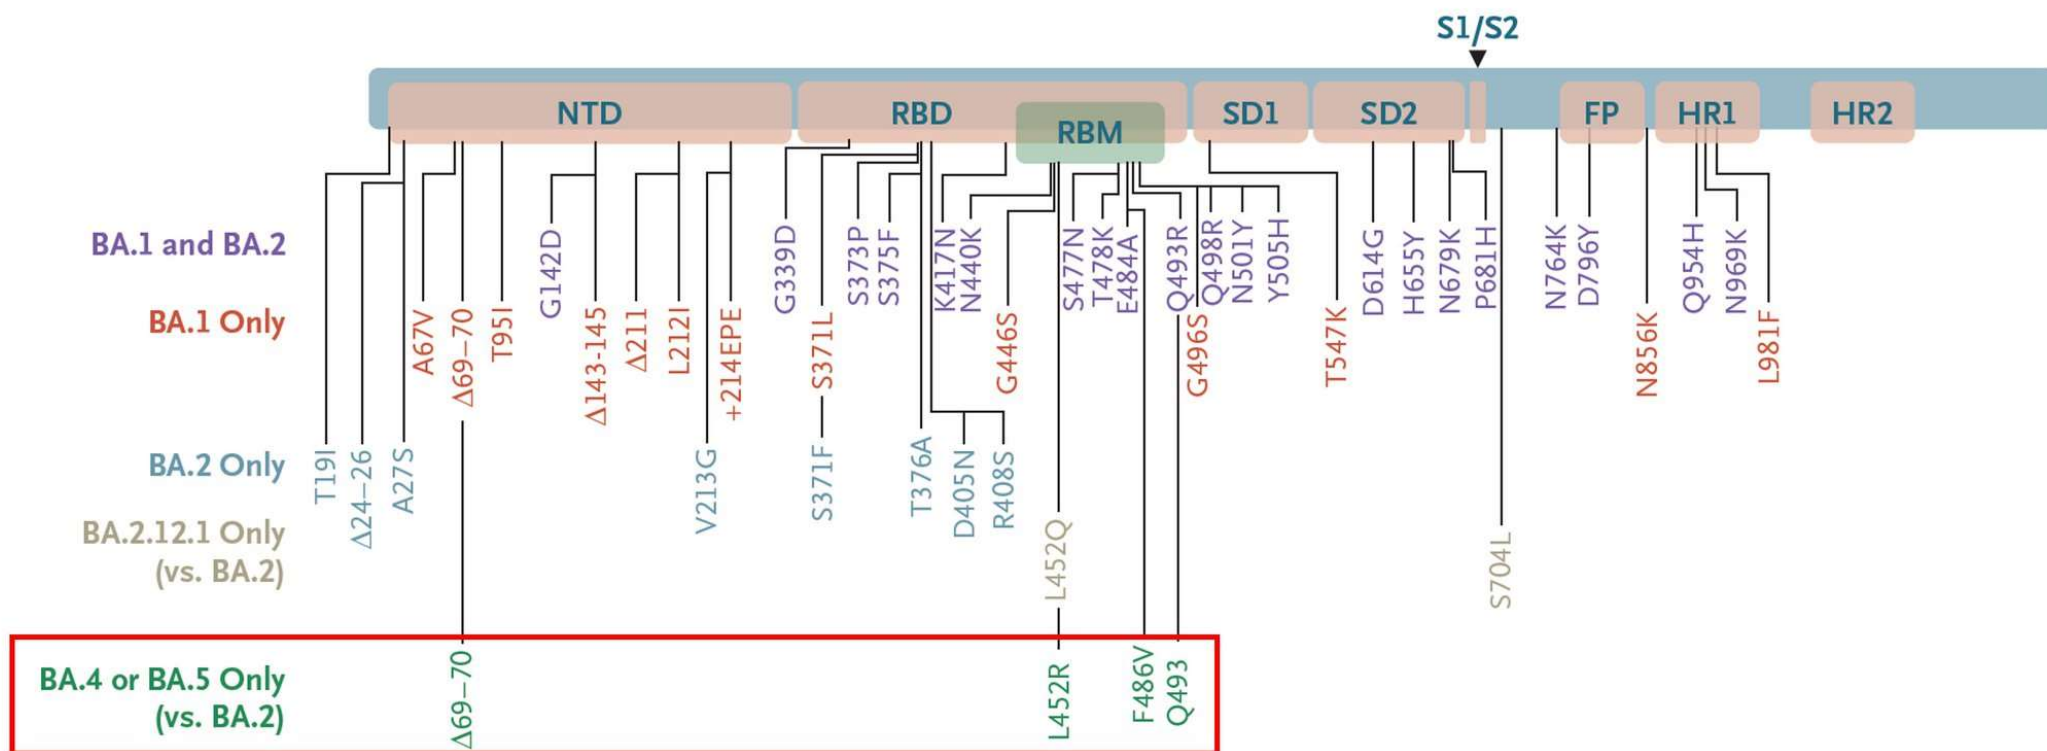 S1/S2
NTD
RBD
RBM
SD1
SD2
FP
HR1
HR2
BA.1 and BA.2
G142D
G339D
S373P
S375F
K417N
N440K
S477N
T478K
E484A
Q493R
Q498R
N501Y
Y505H
D614G
H655Y
N679K
P681H
N764K
D796Y
Q954H
N969K
BA.1 Only
A67V
Δ69–70
T95I
Δ143-145
Δ211
L212I
+214EPE
S371L
G446S
G496S
T547K
N856K
L981F
BA.2 Only
T19I
Δ24–26
A27S
V213G
S371F
T376A
D405N
R408S
BA.2.12.1 Only
(vs. BA.2)
L452Q
S704L
BA.4 or BA.5 Only
(vs. BA.2)
Δ69–70
L452R
F486V
Q493